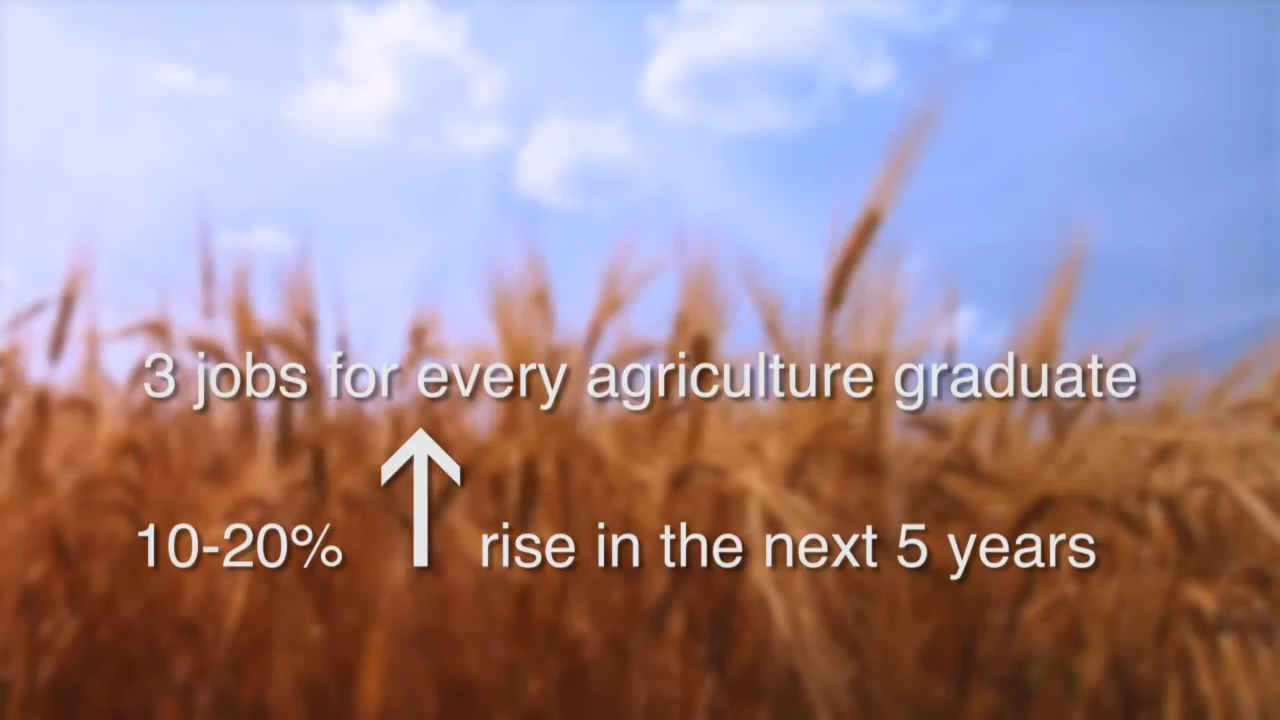 3 jobs for every agriculture graduate
10-20% ↑ rise in the next 5 years